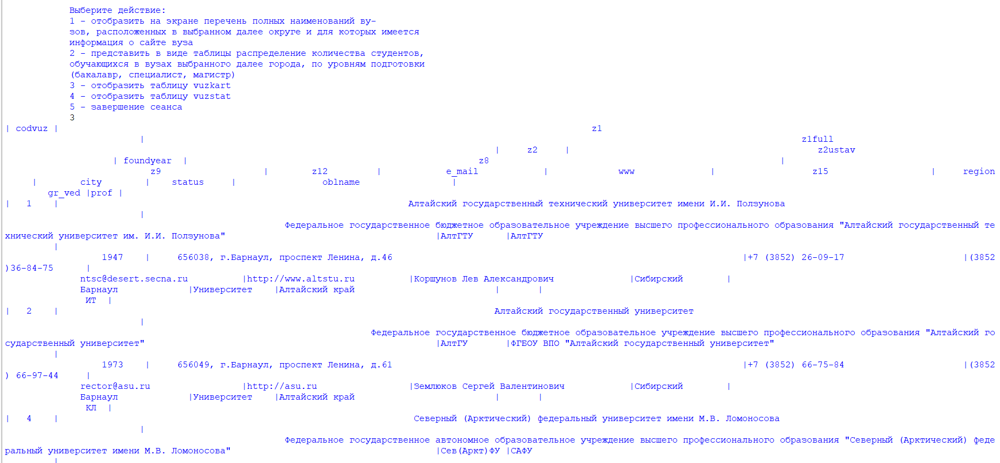 Выберите действие:
1 - отобразить на экране перечень полных наименований ву-
зов, расположенных в выбранном далее округе и для которых имеется
информация о сайте вуза
2 - представить в виде таблицы распределение количества студентов,
обучающихся в вузах выбранного далее города, по уровням подготовки
(бакалавр, специалист, магистр)
3 - отобразить таблицу vuzkart
4 - отобразить таблицу vuzstat
5 - завершение сеанса
3
| codvuz | z1
| z1full
| z2 | z2ustav
| foundyear | z8 |
z9 | z12 | e_mail | www | z15 | region
| city | status | oblname |
gr_ved |prof |
| 1 | Алтайский государственный технический университет имени И.И. Ползунова
|
Федеральное государственное бюджетное образовательное учреждение высшего профессионального образования "Алтайский государственный те
хнический университет им. И.И. Ползунова" |АлтГТУ |АлтГТУ
|
1947 | 656038, г.Барнаул, проспект Ленина, д.46 |+7 (3852) 26-09-17 |(3852
)36-84-75 |
ntsc@desert.secna.ru |http://www.altstu.ru |Коршунов Лев Александрович |Сибирский |
Барнаул |Университет |Алтайский край | |
ИТ |
| 2 | Алтайский государственный университет
|
Федеральное государственное бюджетное образовательное учреждение высшего профессионального образования "Алтайский го
сударственный университет" |АлтГУ |ФГБОУ ВПО "Алтайский государственный университет"
|
1973 | 656049, г.Барнаул, проспект Ленина, д.61 |+7 (3852) 66-75-84 |(3852
) 66-97-44 |
rector@asu.ru |http://asu.ru |Землюков Сергей Валентинович |Сибирский |
Барнаул |Университет |Алтайский край | |
КЛ |
| 4 | Северный (Арктический) федеральный университет имени М.В. Ломоносова
|
Федеральное государственное автономное образовательное учреждение высшего профессионального образования "Северный (Арктический) феде
ральный университет имени М.В. Ломоносова" |Сев(Аркт)ФУ |САФУ
|